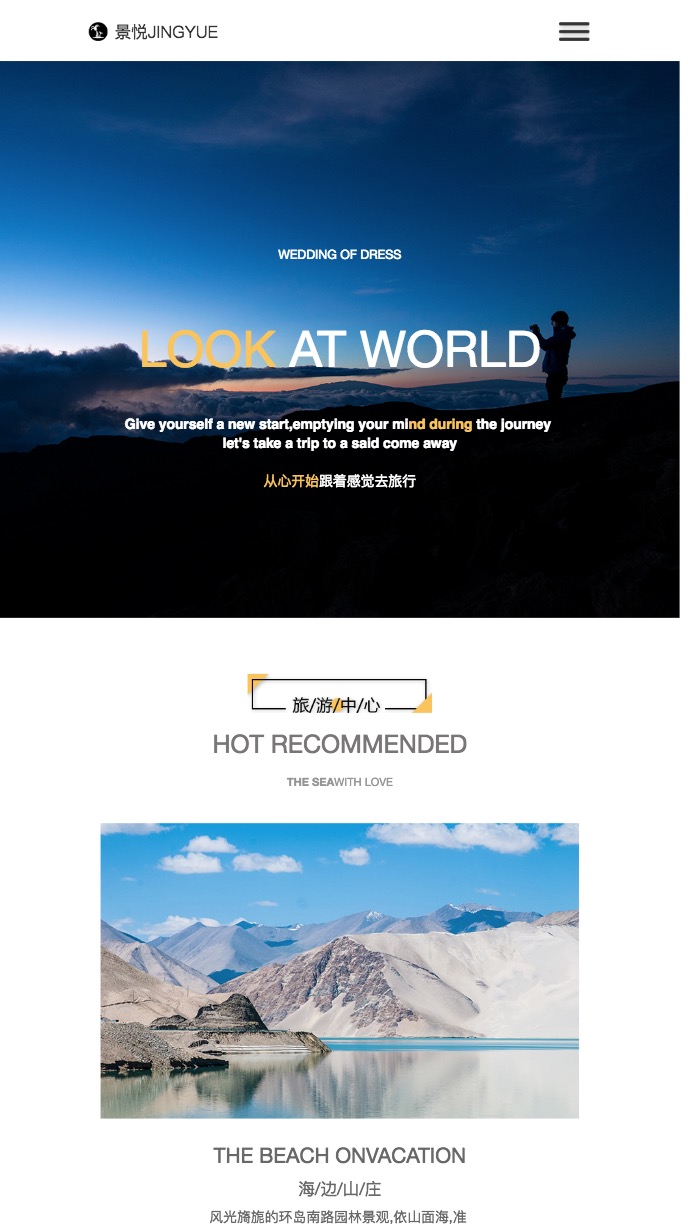 景悦JINGYUE
WEDDING OF DRESS
LOOK AT WORLD
Give yourself a new start,emptying your mind during the journey
let's take a trip to a said come away
从心开始跟着感觉去旅行
旅/游/中/心
HOT RECOMMENDED
THE SEAWITH LOVE
THE BEACH ONVACATION
海/边/山/庄
风光旖旎的环岛南路园林景观,依山面海,准